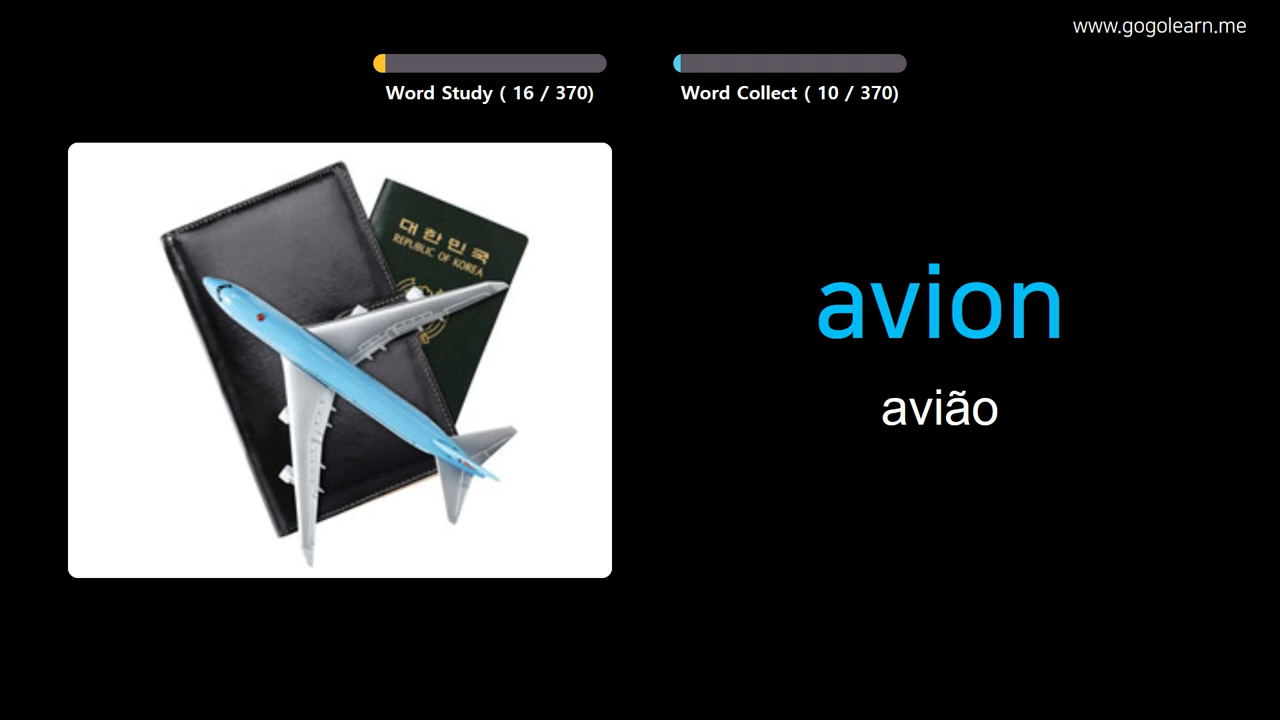 www.gogolearn.me
Word Study ( 16 / 370)
Word Collect ( 10 / 370)
대한민국
REPUBLIC OF KOREA
avion
avião